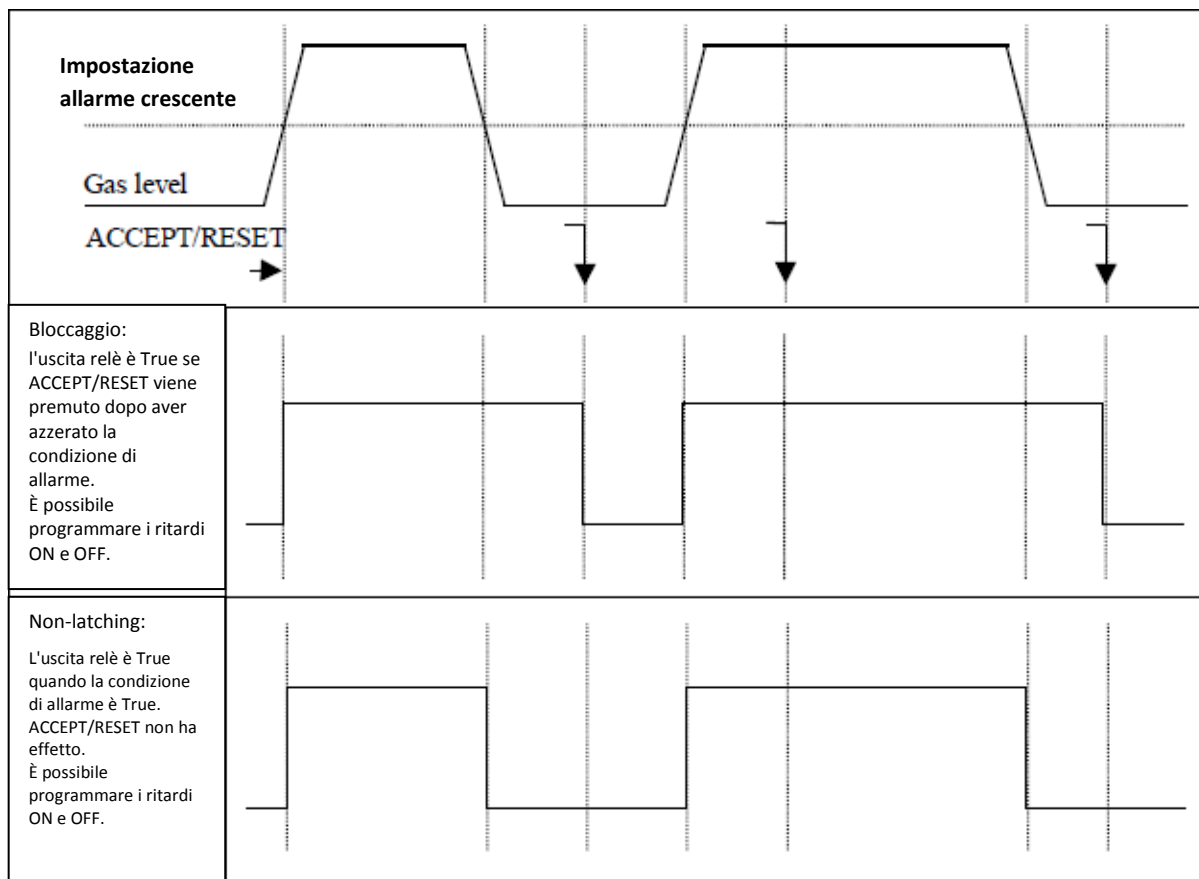 Impostazione
allarme crescente
Gas level
ACCEPT/RESET
Bloccaggio:
l'uscita relè è True se
ACCEPT/RESET viene
premuto dopo aver
azzerato la
condizione di
allarme.
È possibile
programmare i ritardi
ON e OFF.
Non-latching:
L'uscita relè è True
quando la condizione
di allarme è True.
ACCEPT/RESET non ha
effetto.
È possibile
programmare i ritardi
ON e OFF.